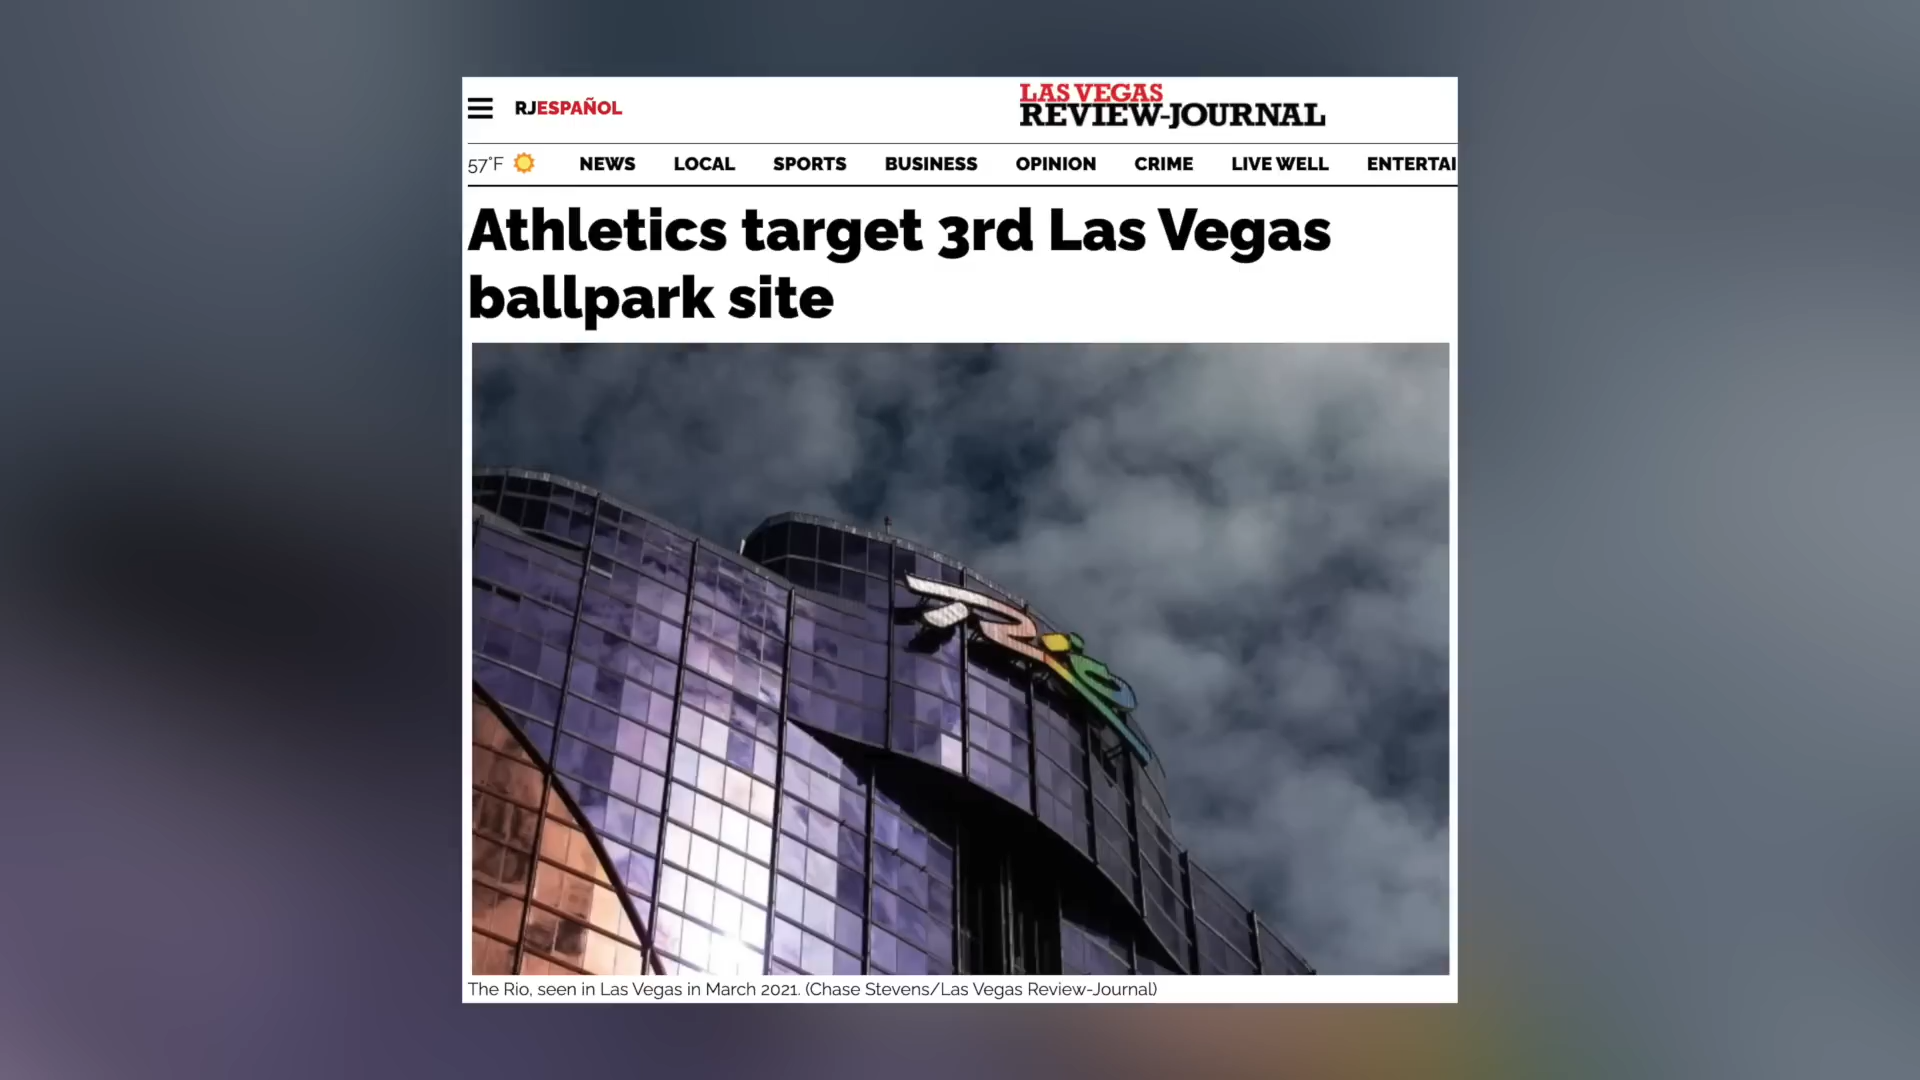 RJESPAÑOL
LAS VEGAS
REVIEW-JOURNAL
57°F NEWS LOCAL SPORTS BUSINESS OPINION CRIME LIVE WELL ENTERTAI
Athletics target 3rd Las Vegas
ballpark site
Rio
The Rio, seen in Las Vegas in March 2021. (Chase Stevens/Las Vegas Review-Journal)